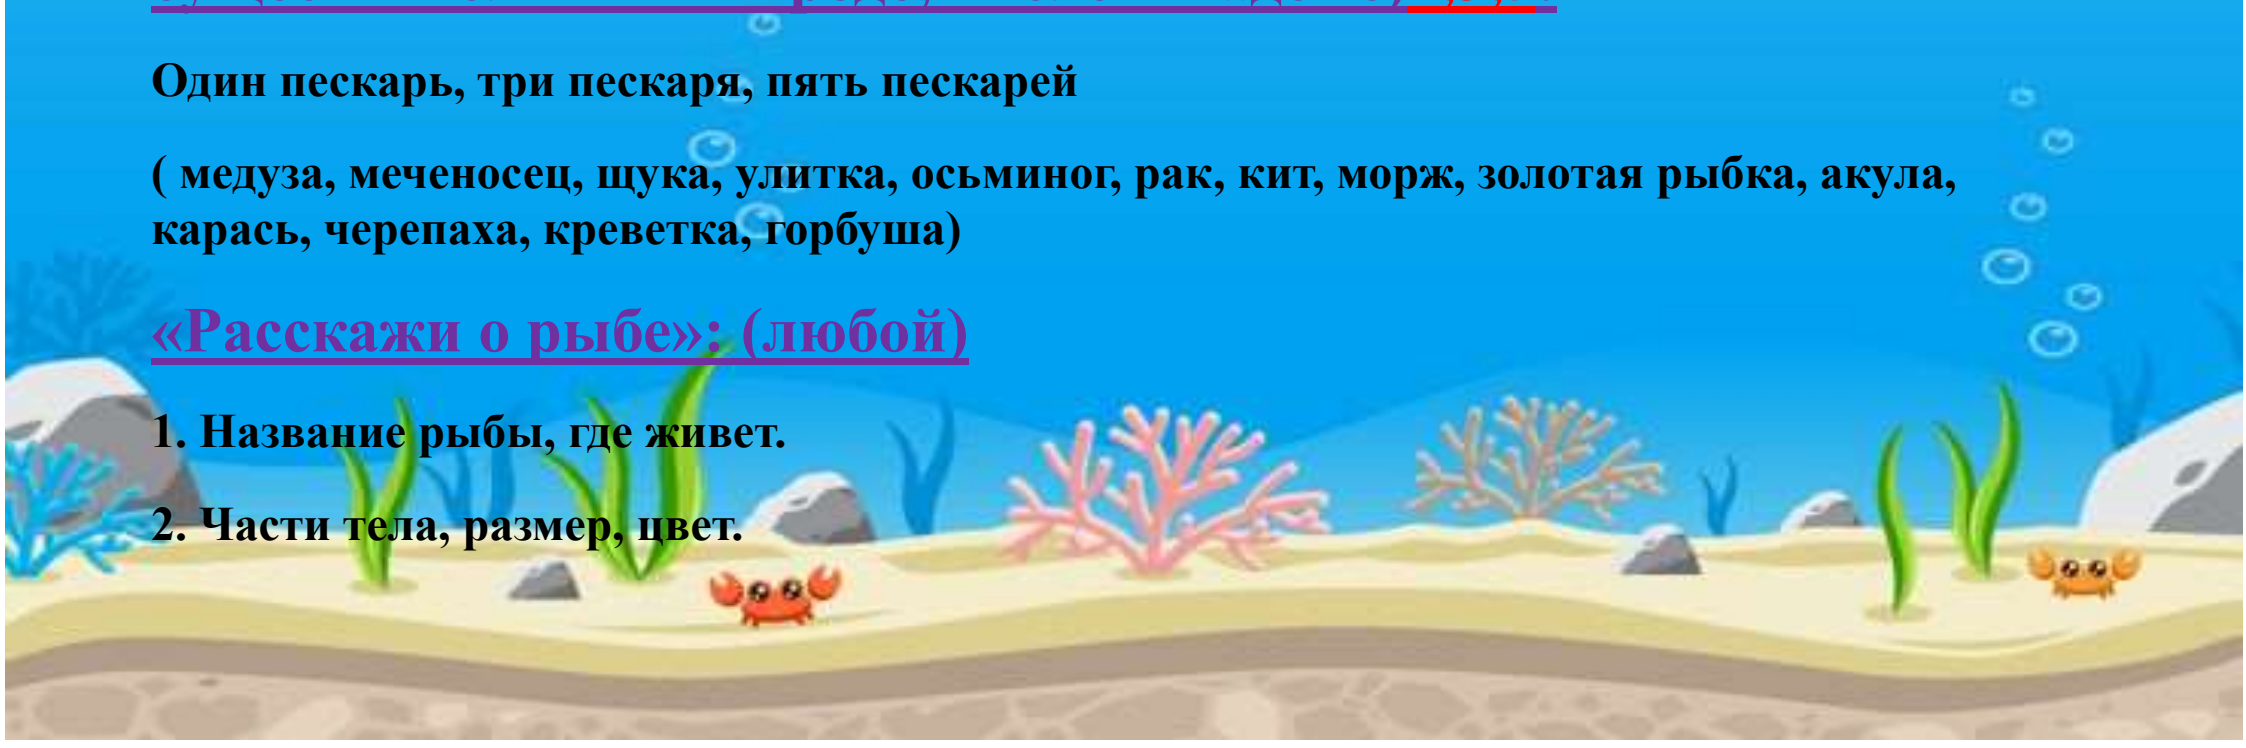 Один пескарь, три пескаря, пять пескарей
( медуза, меченосец, щука, улитка, осьминог, рак, кит, морж, золотая рыбка, акула,
карась, черепаха, креветка, горбуша)
«Расскажи о рыбе»: (любой)
1. Название рыбы, где живет.
2. Части тела, размер, цвет.